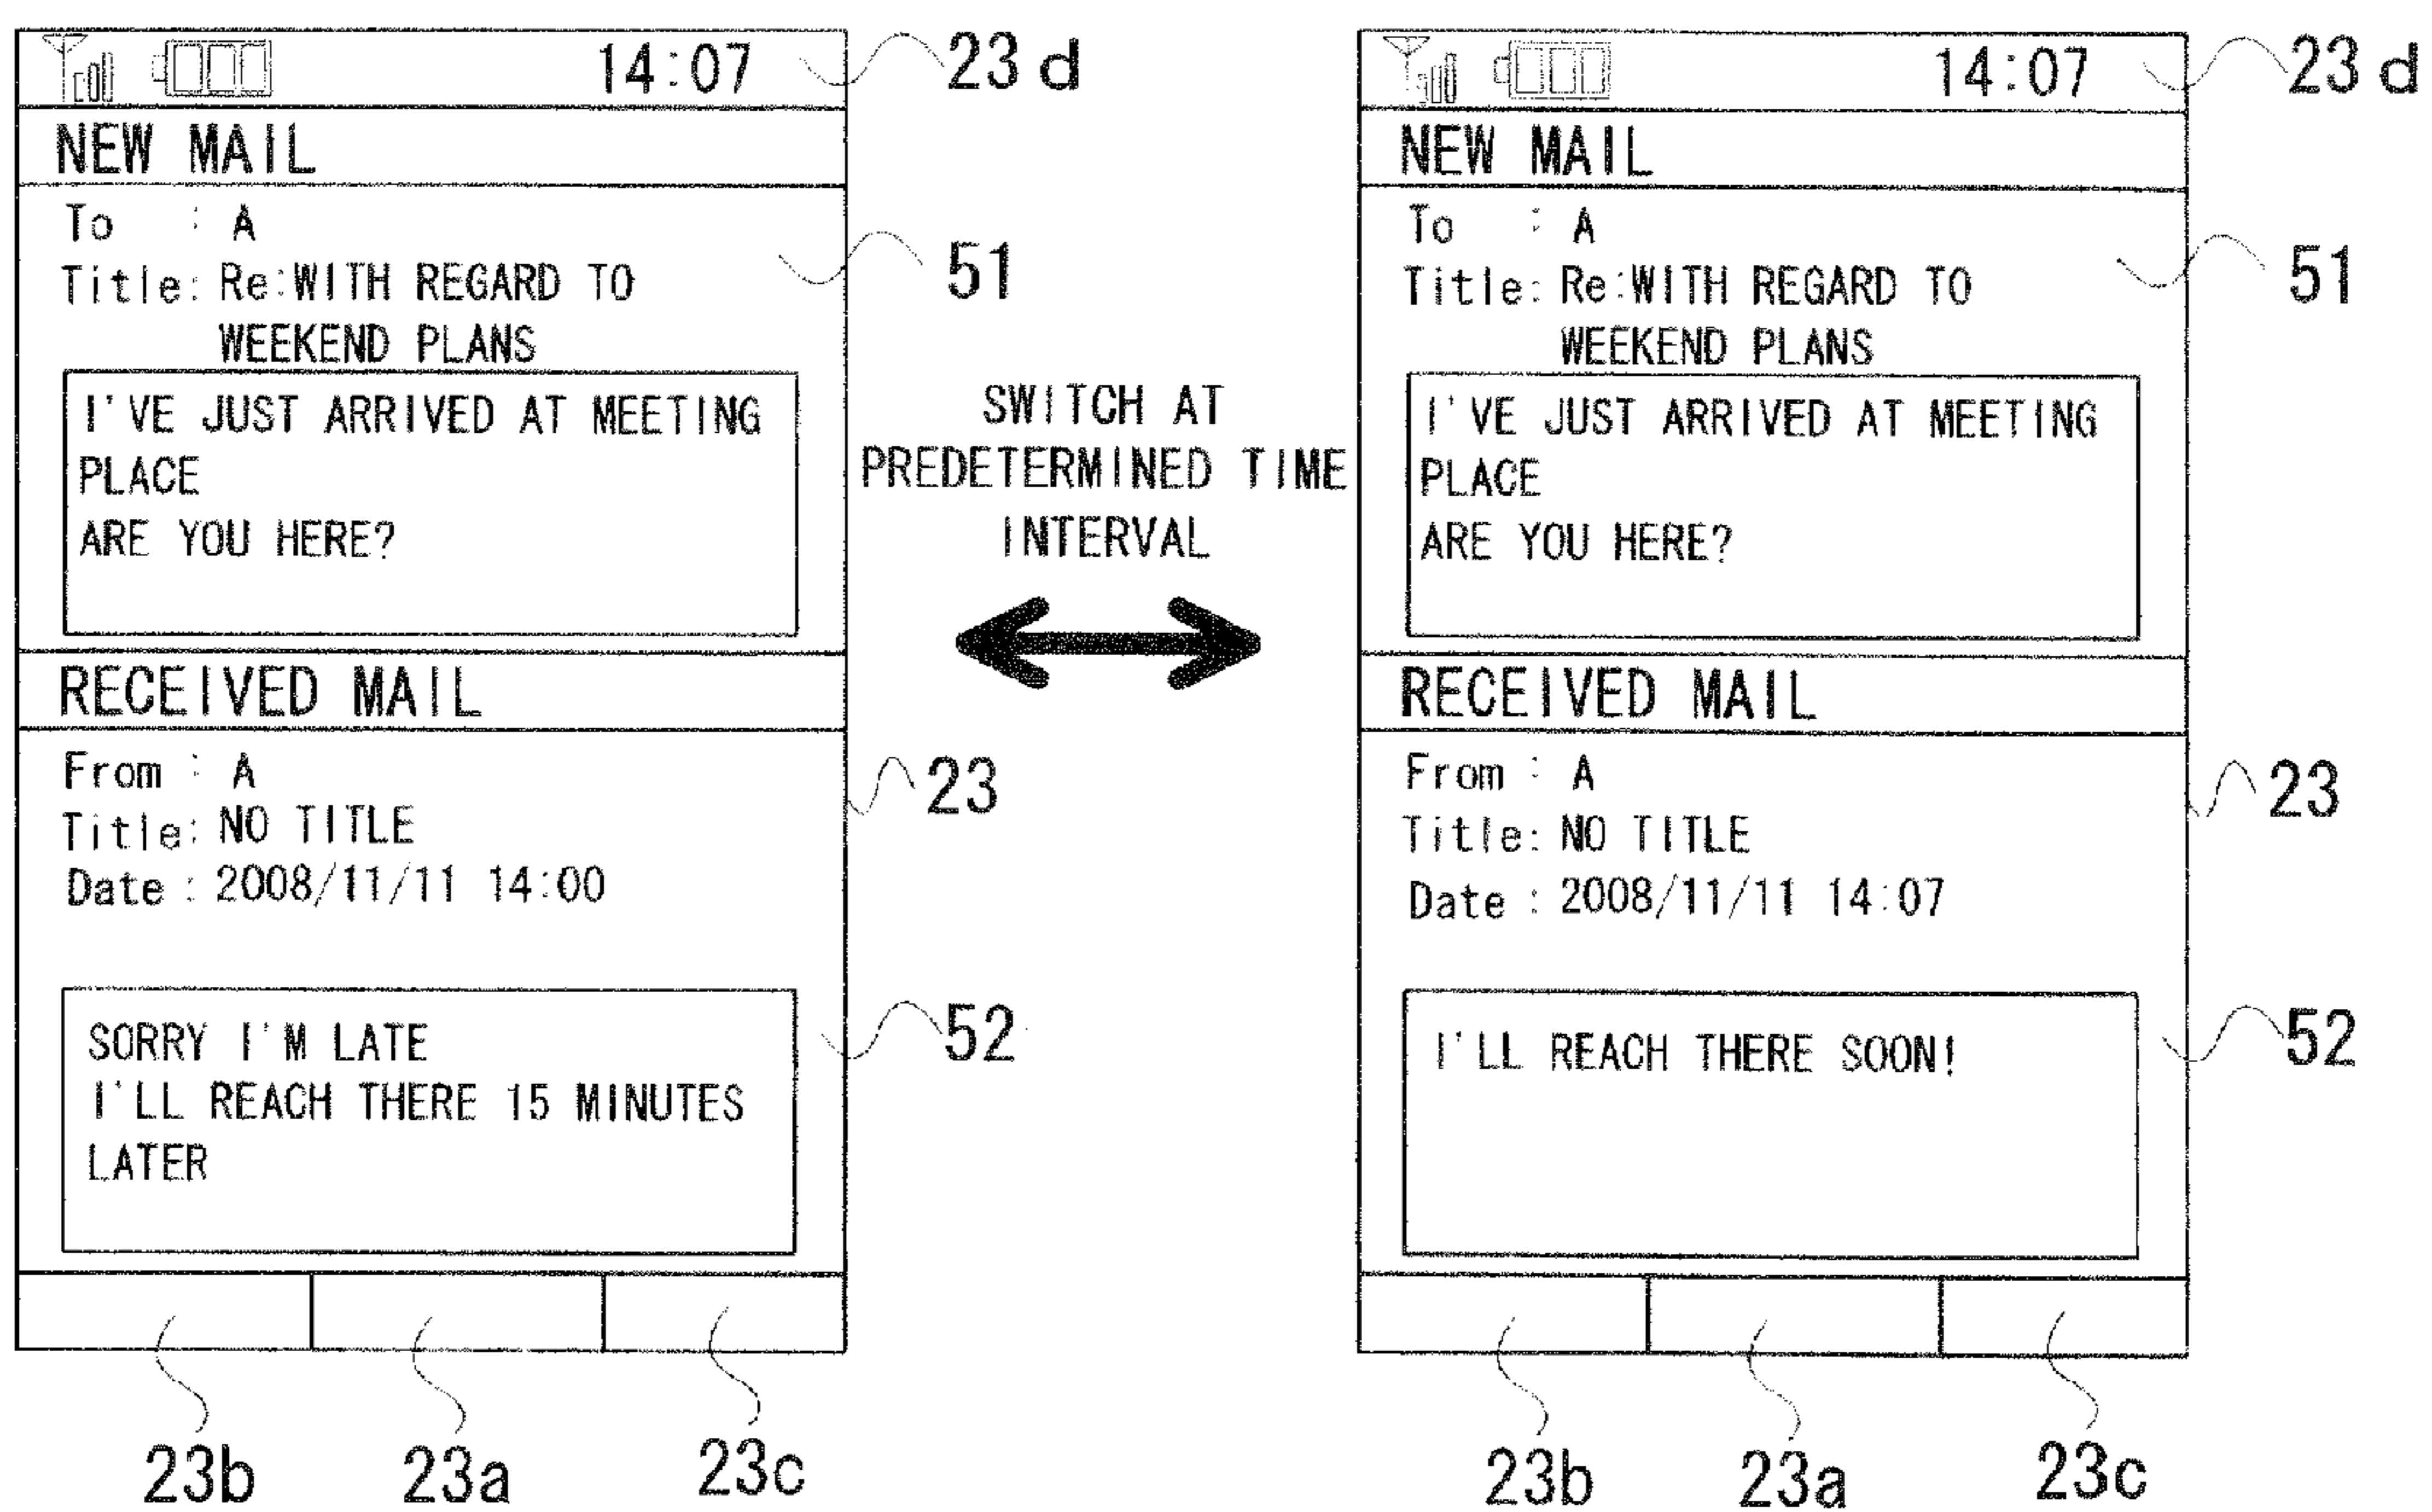 14:07
23d
NEW MAIL
To : A
51
Title: Re:WITH REGARD TO
WEEKEND PLANS
I'VE JUST ARRIVED AT MEETING
PLACE
ARE YOU HERE?
RECEIVED MAIL
From : A
23
Title: NO TITLE
Date : 2008/11/11 14:00
SORRY I'M LATE
52
I'LL REACH THERE 15 MINUTES
LATER
23b 23a 23c
SWITCH AT
PREDETERMINED TIME
INTERVAL
14:07
23d
NEW MAIL
To : A
51
Title: Re:WITH REGARD TO
WEEKEND PLANS
I'VE JUST ARRIVED AT MEETING
PLACE
ARE YOU HERE?
RECEIVED MAIL
From : A
23
Title: NO TITLE
Date : 2008/11/11 14:07
I'LL REACH THERE SOON!
52
23b 23a 23c